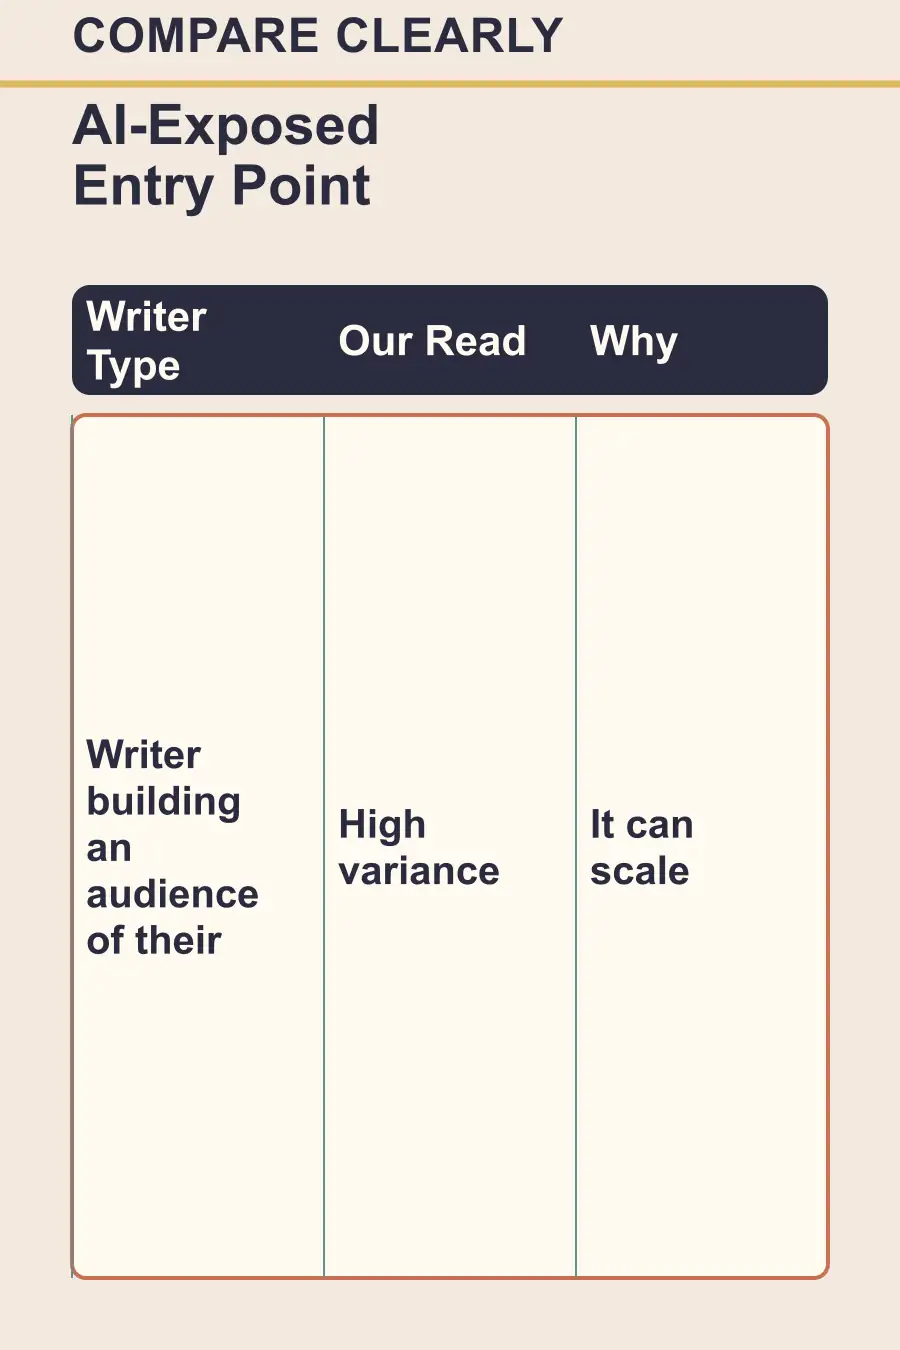 COMPARE CLEARLY
AI-Exposed
Entry Point
Writer
Type
Our Read
Why
Writer
building
an
audience
of their
High
variance
It can
scale